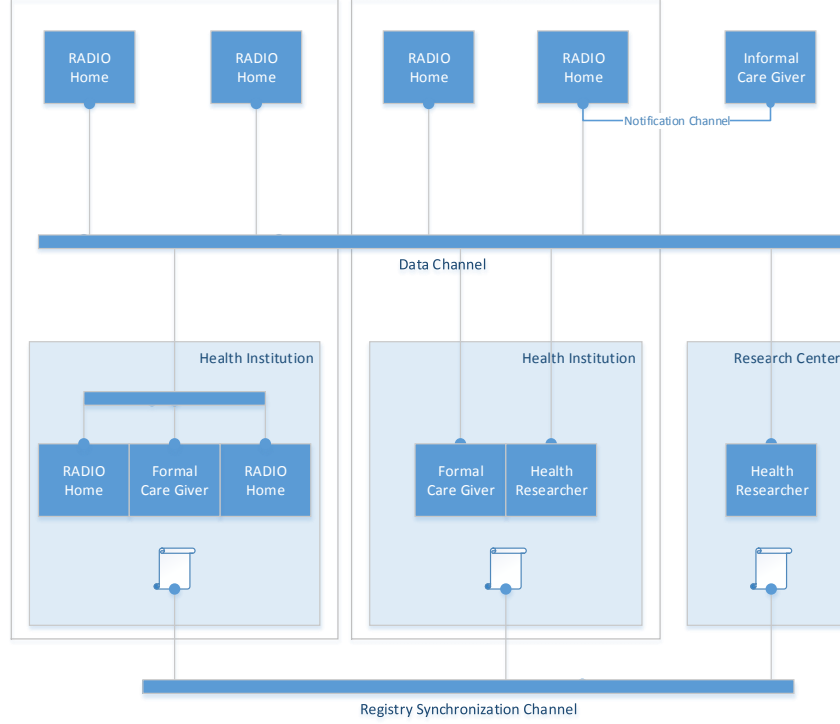 RADIO
Home
RADIO
Home
RADIO
Home
RADIO
Home
Informal
Care Giver
Notification Channel
Data Channel
Health Institution
Health Institution
Research Center
RADIO
Home
Formal
Care Giver
RADIO
Home
Formal
Care Giver
Health
Researcher
Health
Researcher
Registry Synchronization Channel